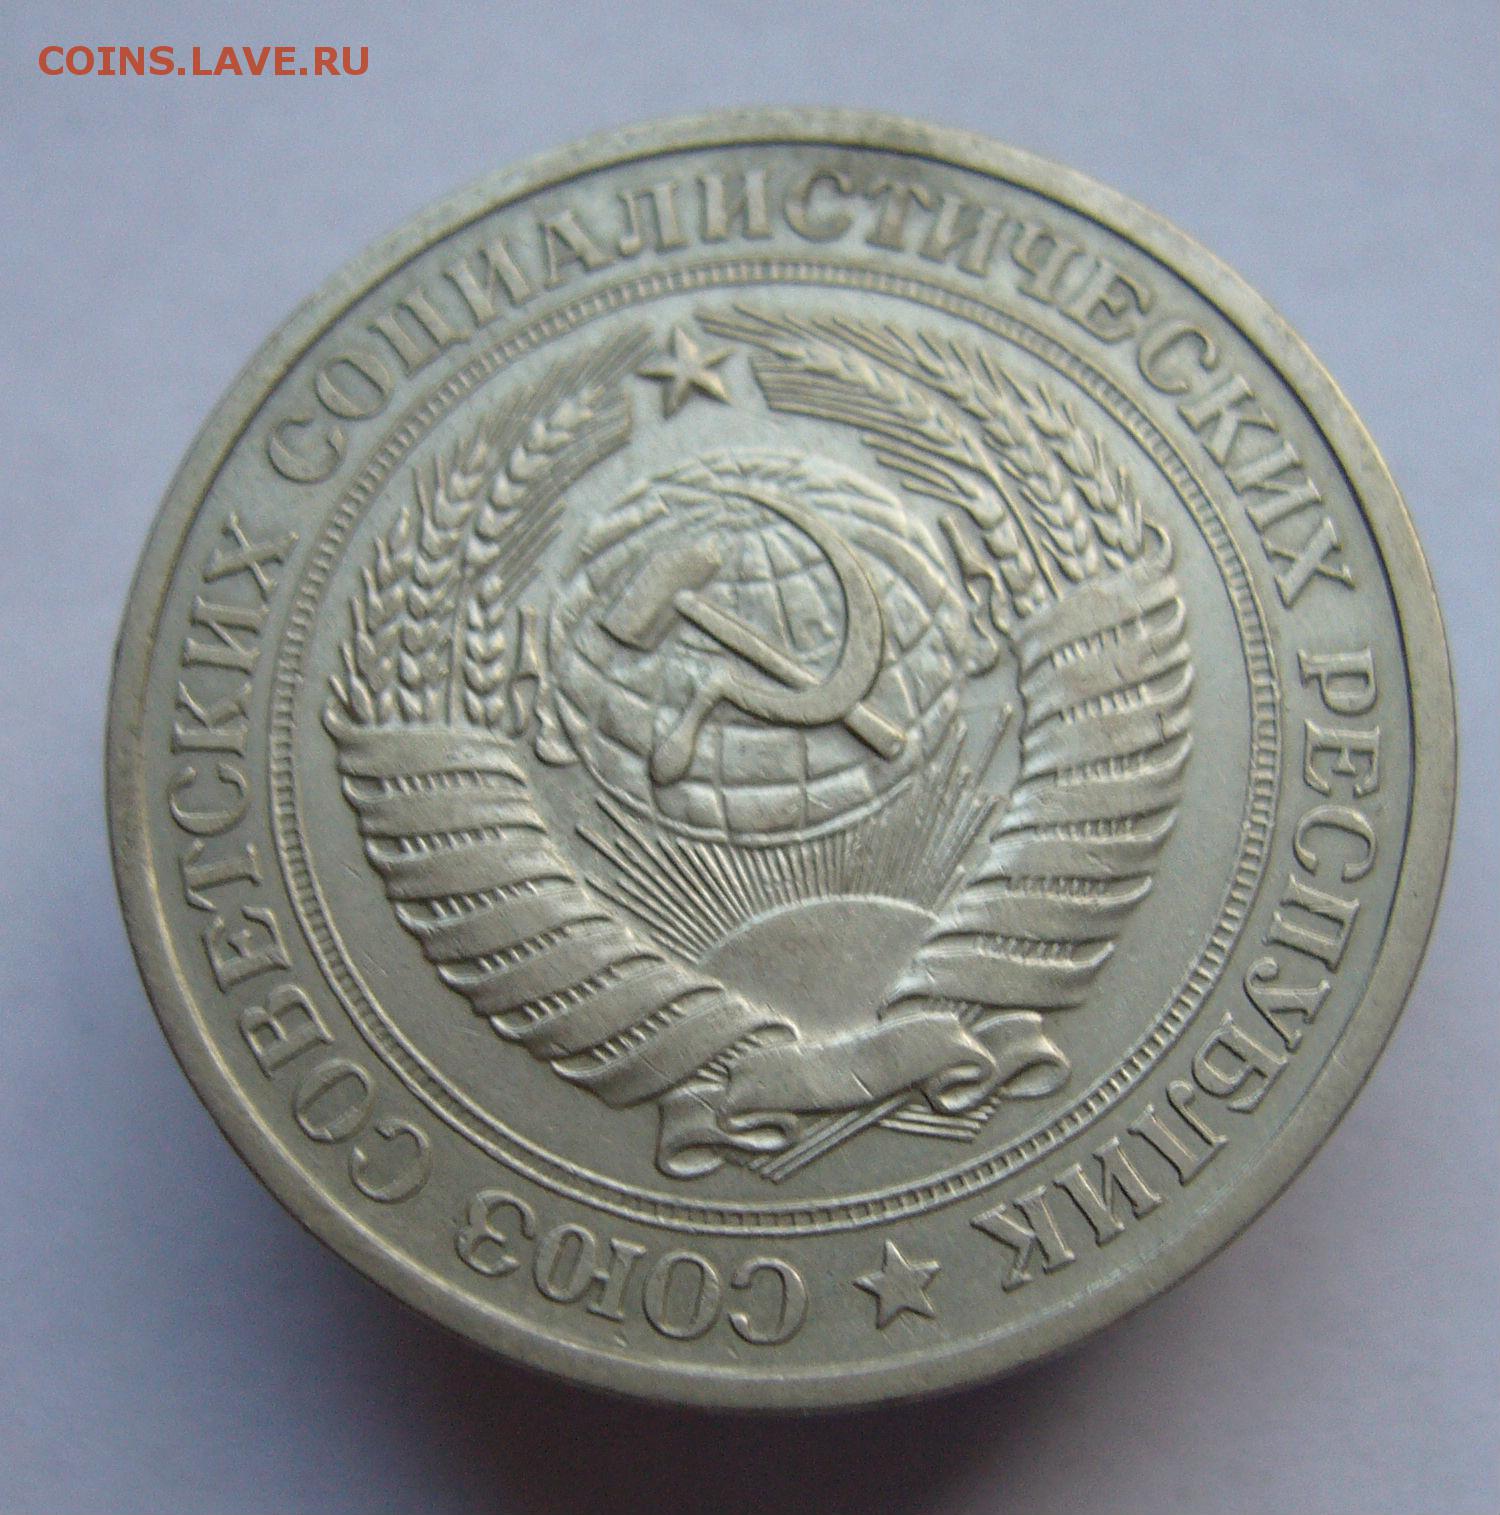 COINS.LAVE.RU
СОЮЗ СОВЕТСКИХ СОЦИАЛИСТИЧЕСКИХ РЕСПУБЛИК